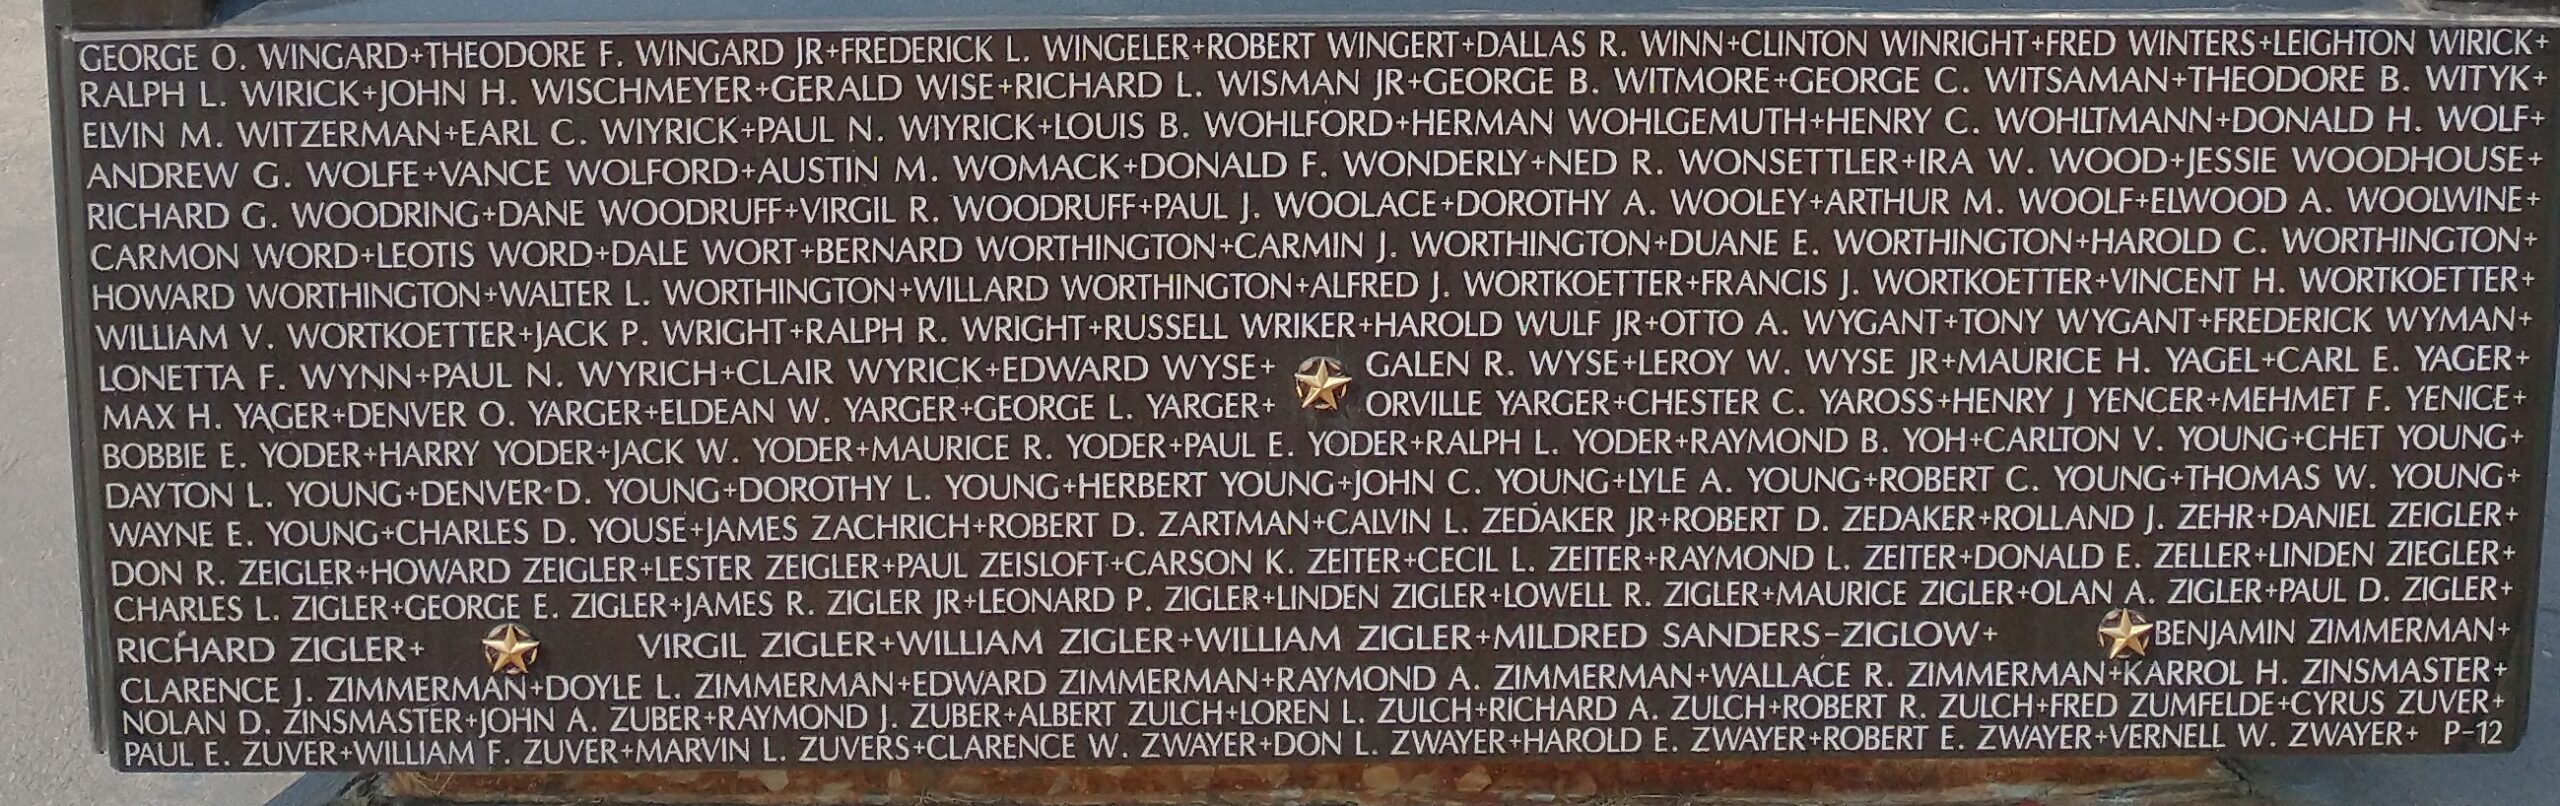 GEORGE O. WINGARD+THEODORE F. WINGARD JR+FREDERICK L. WINGELER+ROBERT WINGERT+DALLAS R. WINN+CLINTON WINRIGHT+FRED WINTERS+LEIGHTON WIRICK+
RALPH L. WIRICK+JOHN H. WISCHMEYER+GERALD WISE+RICHARD L. WISMAN JR+GEORGE B. WITMORE+GEORGE C. WITSAMAN+THEODORE B. WITYK+
ELVIN M. WITZERMAN+EARL C. WIYRICK+PAUL N. WIYRICK+LOUIS B. WOHLFORD+HERMAN WOHLGEMUTH+HENRY C. WOHLTMANN+DONALD H. WOLF+
ANDREW G. WOLFE+VANCE WOLFORD+AUSTIN M. WOMACK+DONALD F. WONDERLY+NED R. WONSETTLER+IRA W. WOOD+JESSIE WOODHOUSE+
RICHARD G. WOODRING+DANE WOODRUFF+VIRGIL R. WOODRUFF+PAUL J. WOOLACE+DOROTHY A. WOOLEY+ARTHUR M. WOOLF+ELWOOD A. WOOLWINE+
CARMON WORD+LEOTIS WORD+DALE WORT+BERNARD WORTHINGTON+CARMIN J. WORTHINGTON+DUANE E. WORTHINGTON+HAROLD C. WORTHINGTON+
HOWARD WORTHINGTON+WALTER L. WORTHINGTON+WILLARD WORTHINGTON+ALFRED J. WORTKOETTER+FRANCIS J. WORTKOETTER+VINCENT H. WORTKOETTER+
WILLIAM V. WORTKOETTER+JACK P. WRIGHT+RALPH R. WRIGHT+RUSSELL WRIKER+HAROLD WULF JR+OTTO A. WYGANT+TONY WYGANT+FREDERICK WYMAN+
LONETTA F. WYNN+PAUL N. WYRICH+CLAIR WYRICK+EDWARD WYSE+ GALEN R. WYSE+LEROY W. WYSE JR+MAURICE H. YAGEL+CARL E. YAGER+
MAX H. YAGER+DENVER O. YARGER+ELDEAN W. YARGER+GEORGE L. YARGER+ ORVILLE YARGER+CHESTER C. YAROSS+HENRY J YENCER+MEHMET F. YENICE+
BOBBIE E. YODER+HARRY YODER+JACK W. YODER+MAURICE R. YODER+PAUL E. YODER+RALPH L. YODER+RAYMOND B. YOH+CARLTON V. YOUNG+CHET YOUNG+
DAYTON L. YOUNG+DENVER D. YOUNG+DOROTHY L. YOUNG+HERBERT YOUNG+JOHN C. YOUNG+LYLE A. YOUNG+ROBERT C. YOUNG+THOMAS W. YOUNG+
WAYNE E. YOUNG+CHARLES D. YOUSE+JAMES ZACHRICH+ROBERT D. ZARTMAN+CALVIN L. ZEDAKER JR+ROBERT D. ZEDAKER+ROLLAND J. ZEHR+DANIEL ZEIGLER+
DON R. ZEIGLER+HOWARD ZEIGLER+LESTER ZEIGLER+PAUL ZEISLOFT+CARSON K. ZEITER+CECIL L. ZEITER+RAYMOND L. ZEITER+DONALD E. ZELLER+LINDEN ZIEGLER+
CHARLES L. ZIGLER+GEORGE E. ZIGLER+JAMES R. ZIGLER JR+LEONARD P. ZIGLER+LINDEN ZIGLER+LOWELL R. ZIGLER+MAURICE ZIGLER+OLAN A. ZIGLER+PAUL D. ZIGLER+
RICHARD ZIGLER+ VIRGIL ZIGLER+WILLIAM ZIGLER+WILLIAM ZIGLER+MILDRED SANDERS-ZIGLOW+ BENJAMIN ZIMMERMAN+
CLARENCE J. ZIMMERMAN+DOYLE L. ZIMMERMAN+EDWARD ZIMMERMAN+RAYMOND A. ZIMMERMAN+WALLACE R. ZIMMERMAN+KARROL H. ZINSMASTER+
NOLAN D. ZINSMASTER+JOHN A. ZUBER+RAYMOND J. ZUBER+ALBERT ZULCH+LOREN L. ZULCH+RICHARD A. ZULCH+ROBERT R. ZULCH+FRED ZUMFELDE+CYRUS ZUVER+
PAUL E. ZUVER+WILLIAM F. ZUVER+MARVIN L. ZUVERS+CLARENCE W. ZWAYER+DON L. ZWAYER+HAROLD E. ZWAYER+ROBERT E. ZWAYER+VERNELL W. ZWAYER+ P-12